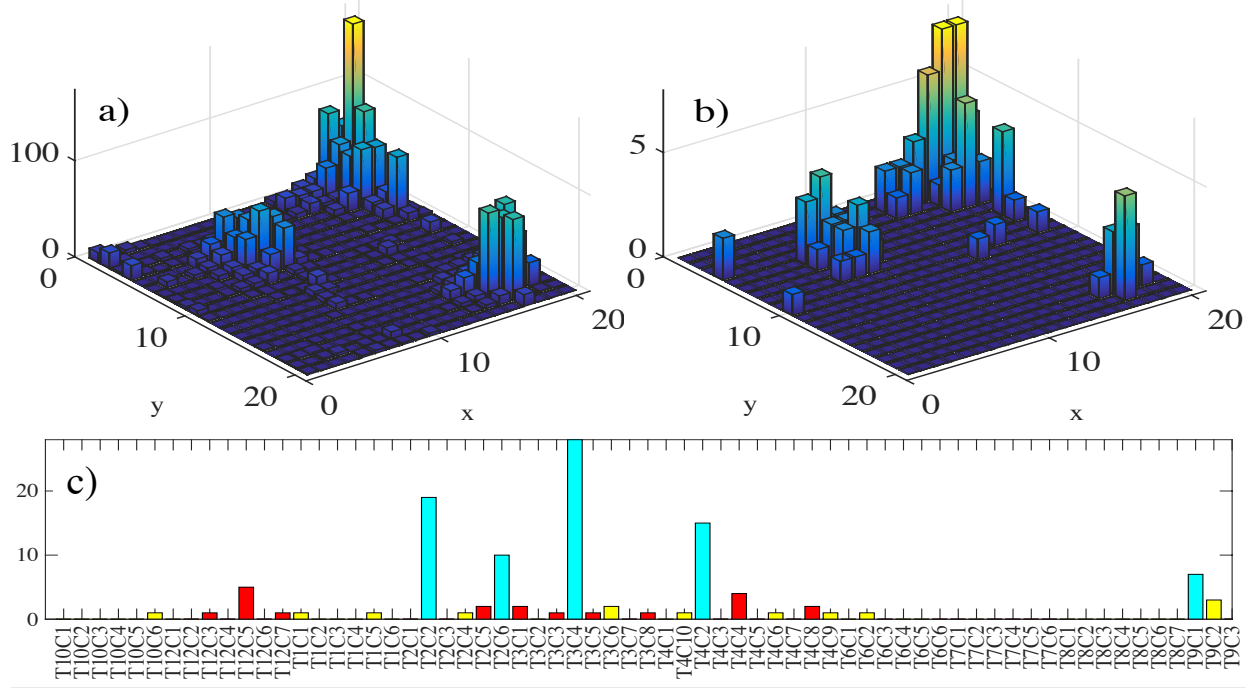 a)
100
0
0
10
20
y
0
10
20
x
b)
5
0
0
10
20
y
0
10
20
x
c)
20
10
0
T10C1
T10C2
T10C3
T10C4
T10C5
T10C6
T12C1
T12C2
T12C3
T12C4
T12C5
T12C6
T12C7
T1C1
T1C2
T1C3
T1C4
T1C5
T1C6
T2C1
T2C2
T2C3
T2C4
T2C5
T2C6
T3C1
T3C2
T3C3
T3C4
T3C5
T3C6
T3C7
T3C8
T4C1
T4C10
T4C2
T4C3
T4C4
T4C5
T4C6
T4C7
T4C8
T4C9
T6C1
T6C2
T6C3
T6C4
T6C5
T6C6
T7C1
T7C2
T7C3
T7C4
T7C5
T7C6
T8C1
T8C2
T8C3
T8C4
T8C5
T8C6
T8C7
T9C1
T9C2
T9C3